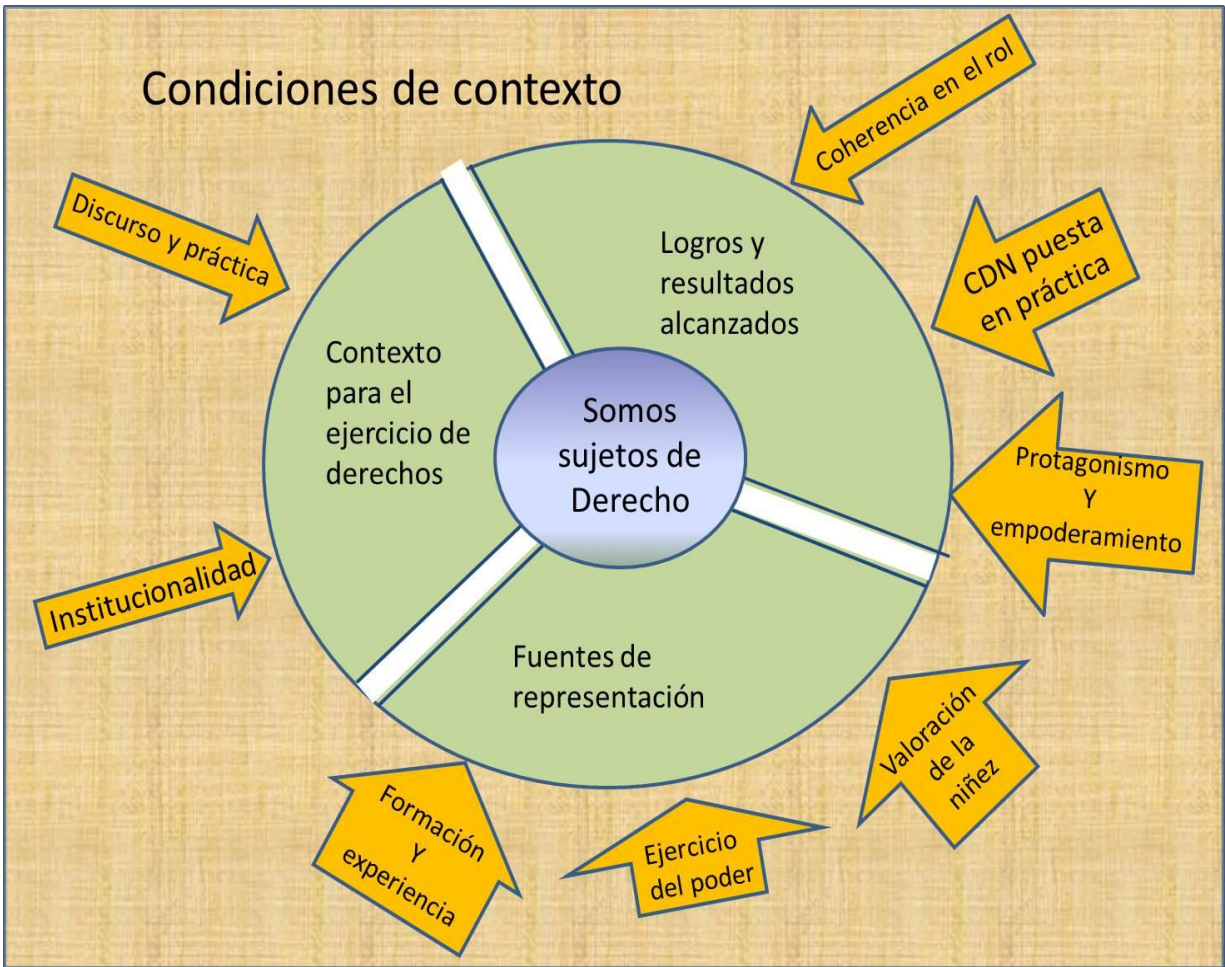 Condiciones de contexto
Coherencia en el rol
Discurso y práctica
CDN puesta
en práctica
Logros y
resultados
alcanzados
Contexto
para el
ejercicio de
derechos
Somos
sujetos de
Derecho
Protagonismo
Y
empoderamiento
Institucionalidad
Fuentes de
representación
Valoración
de la
niñez
Formación
Y
experiencia
Ejercicio
del poder